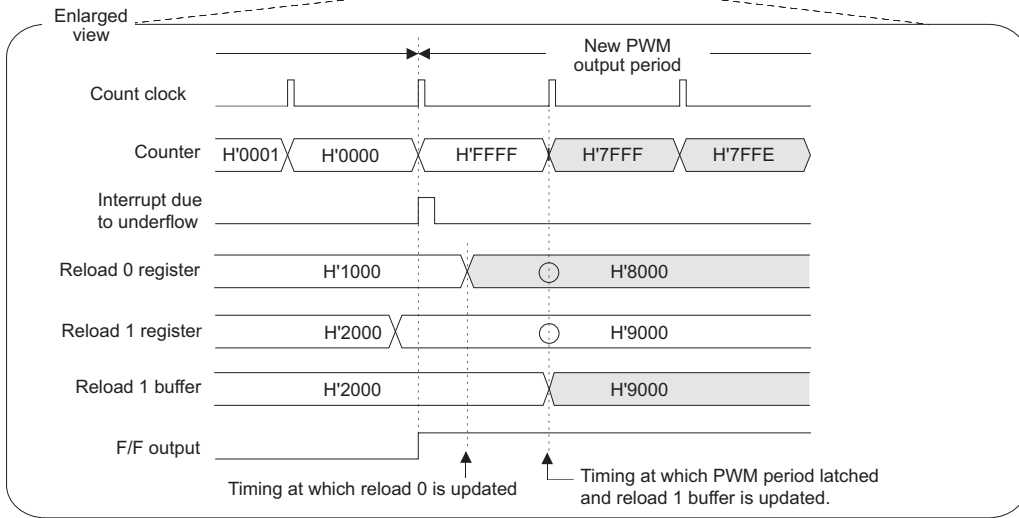 Enlarged
view
New PWM
output period
Count clock
Counter
H'0001 H'0000 H'FFFF H'7FFF H'7FFE
Interrupt due
to underflow
Reload 0 register
H'1000 H'8000
Reload 1 register
H'2000 H'9000
Reload 1 buffer
H'2000 H'9000
F/F output
Timing at which reload 0 is updated
Timing at which PWM period latched
and reload 1 buffer is updated.